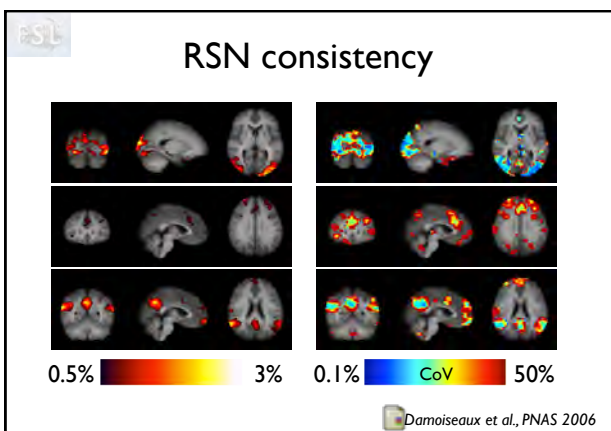 FSL
RSN consistency
0.5% 3% 0.1% CoV 50%
Damoiseaux et al., PNAS 2006